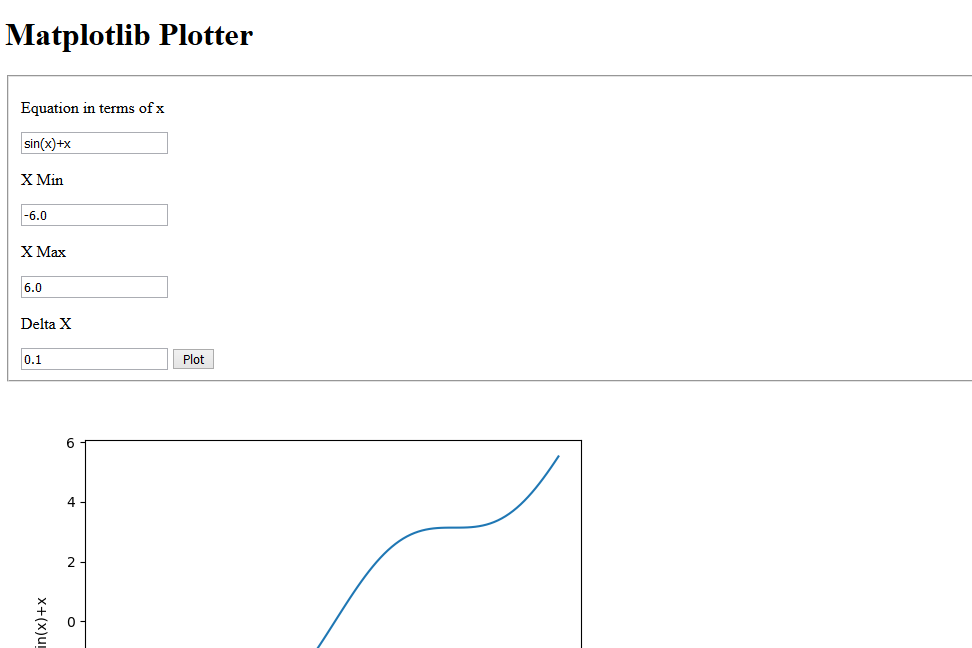 Matplotlib Plotter
Equation in terms of x
sin(x)+x
X Min
-6.0
X Max
6.0
Delta X
0.1 Plot
6
4
2
0
in(x)+x